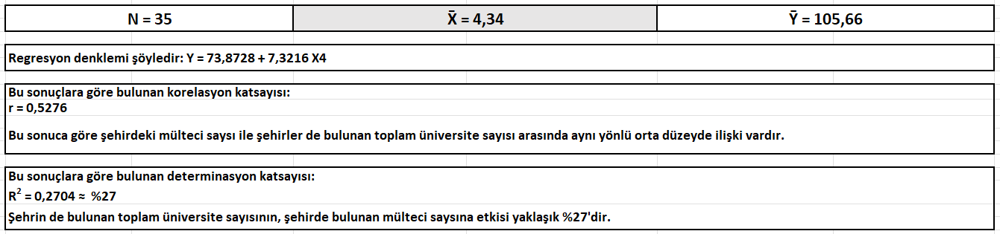 N = 35
X̄ = 4,34
Ȳ = 105,66
Regresyon denklemi şöyledir: Y = 73,8728 + 7,3216 X4
Bu sonuçlara göre bulunan korelasyon katsayısı:
r = 0,5276
Bu sonuca göre şehirdeki mülteci saysı ile şehirler de bulunan toplam üniversite sayısı arasında aynı yönlü orta düzeyde ilişki vardır.
Bu sonuçlara göre bulunan determinasyon katsayısı:
R² = 0,2704 ≈ %27
Şehrin de bulunan toplam üniversite sayısının, şehirde bulunan mülteci saysına etkisi yaklaşık %27'dir.